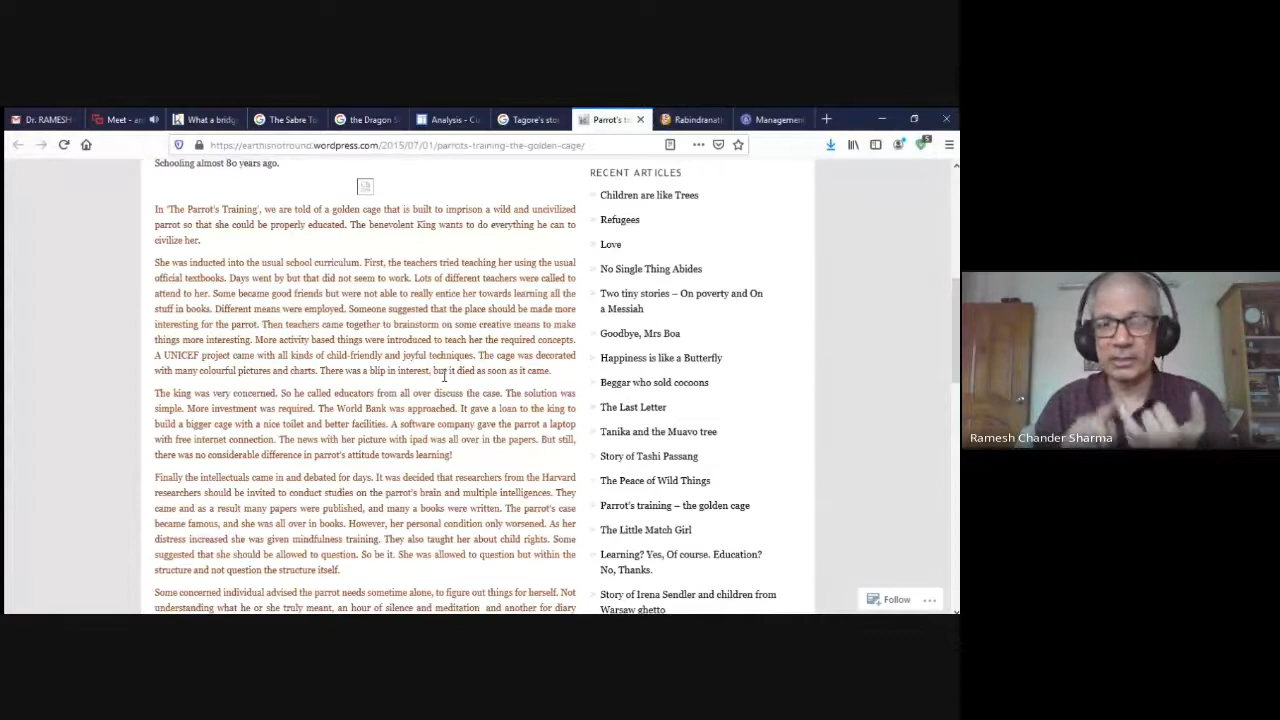 Dr. RAMESH
Meet - an
What a bridg
The Sabre To
the Dragon S
Analysis - Cu
Tagore's stor
Parrot's tr
Rabindranath
Managemen
https://earthisnotround.wordpress.com/2015/07/01/parrots-training-the-golden-cage/
5
Schooling almost 80 years ago.
In 'The Parrot's Training', we are told of a golden cage that is built to imprison a wild and uncivilized
parrot so that she could be properly educated. The benevolent King wants to do everything he can to
civilize her.
She was inducted into the usual school curriculum. First, the teachers tried teaching her using the usual
official textbooks. Days went by but that did not seem to work. Lots of different teachers were called to
attend to her. Some became good friends but were not able to really entice her towards learning all the
stuff in books. Different means were employed. Someone suggested that the place should be made more
interesting for the parrot. Then teachers came together to brainstorm on some creative means to make
things more interesting. More activity based things were introduced to teach her the required concepts.
A UNICEF project came with all kinds of child-friendly and joyful techniques. The cage was decorated
with many colourful pictures and charts. There was a blip in interest, but it died as soon as it came.
The king was very concerned. So he called educators from all over discuss the case. The solution was
simple. More investment was required. The World Bank was approached. It gave a loan to the king to
build a bigger cage with a nice toilet and better facilities. A software company gave the parrot a laptop
with free internet connection. The news with her picture with ipad was all over in the papers. But still,
there was no considerable difference in parrot's attitude towards learning!
Finally the intellectuals came in and debated for days. It was decided that researchers from the Harvard
researchers should be invited to conduct studies on the parrot's brain and multiple intelligences. They
came and as a result many papers were published, and many a books were written. The parrot's case
became famous, and she was all over in books. However, her personal condition only worsened. As her
distress increased she was given mindfulness training. They also taught her about child rights. Some
suggested that she should be allowed to question. So be it. She was allowed to question but within the
structure and not question the structure itself.
Some concerned individual advised the parrot needs sometime alone, to figure out things for herself. Not
understanding what he or she truly meant, an hour of silence and meditation and another for diary
RECENT ARTICLES
Children are like Trees
Refugees
Love
No Single Thing Abides
Two tiny stories – On poverty and On
a Messiah
Goodbye, Mrs Boa
Happiness is like a Butterfly
Beggar who sold cocoons
The Last Letter
Tanika and the Muavo tree
Story of Tashi Passang
The Peace of Wild Things
Parrot's training – the golden cage
The Little Match Girl
Learning? Yes, Of course. Education?
No, Thanks.
Story of Irena Sendler and children from
Warsaw ghetto
Follow
Ramesh Chander Sharma